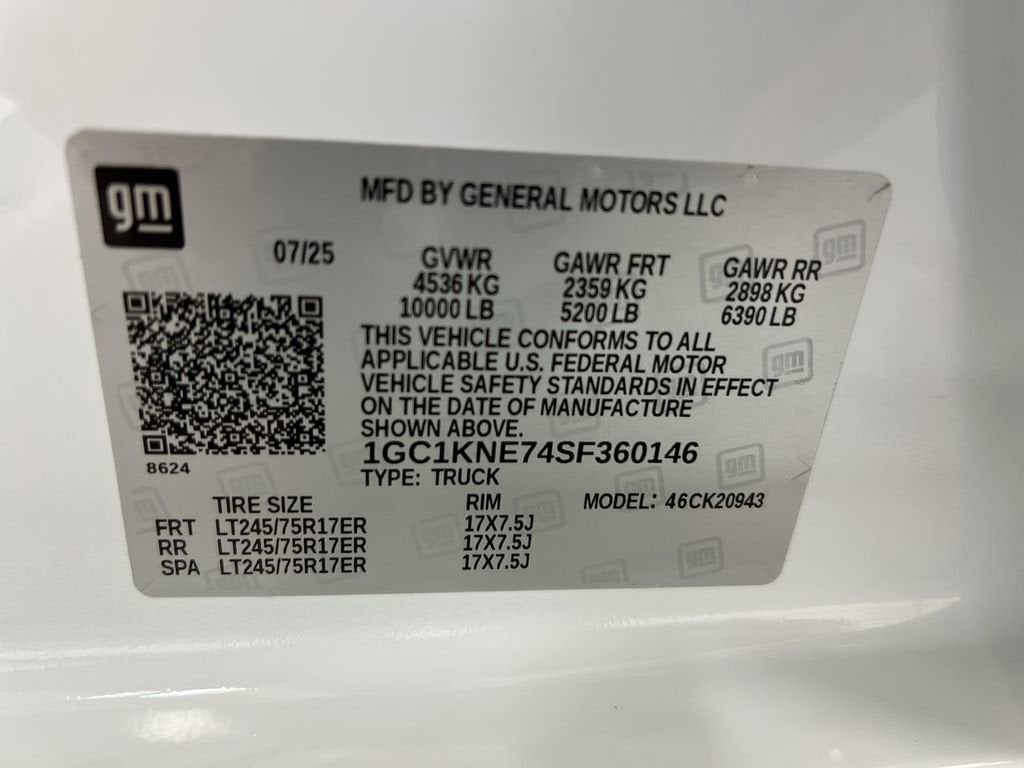 gm
MFD BY GENERAL MOTORS LLC
07/25 GVWR GAWR FRT GAWR RR
4536 KG 2359 KG 2898 KG
10000 LB 5200 LB 6390 LB
THIS VEHICLE CONFORMS TO ALL
APPLICABLE U.S. FEDERAL MOTOR
VEHICLE SAFETY STANDARDS IN EFFECT
ON THE DATE OF MANUFACTURE
SHOWN ABOVE.
8624
1GC1KNE74SF360146
TYPE: TRUCK
TIRE SIZE RIM MODEL: 46CK20943
FRT LT245/75R17ER 17X7.5J
RR LT245/75R17ER 17X7.5J
SPA LT245/75R17ER 17X7.5J